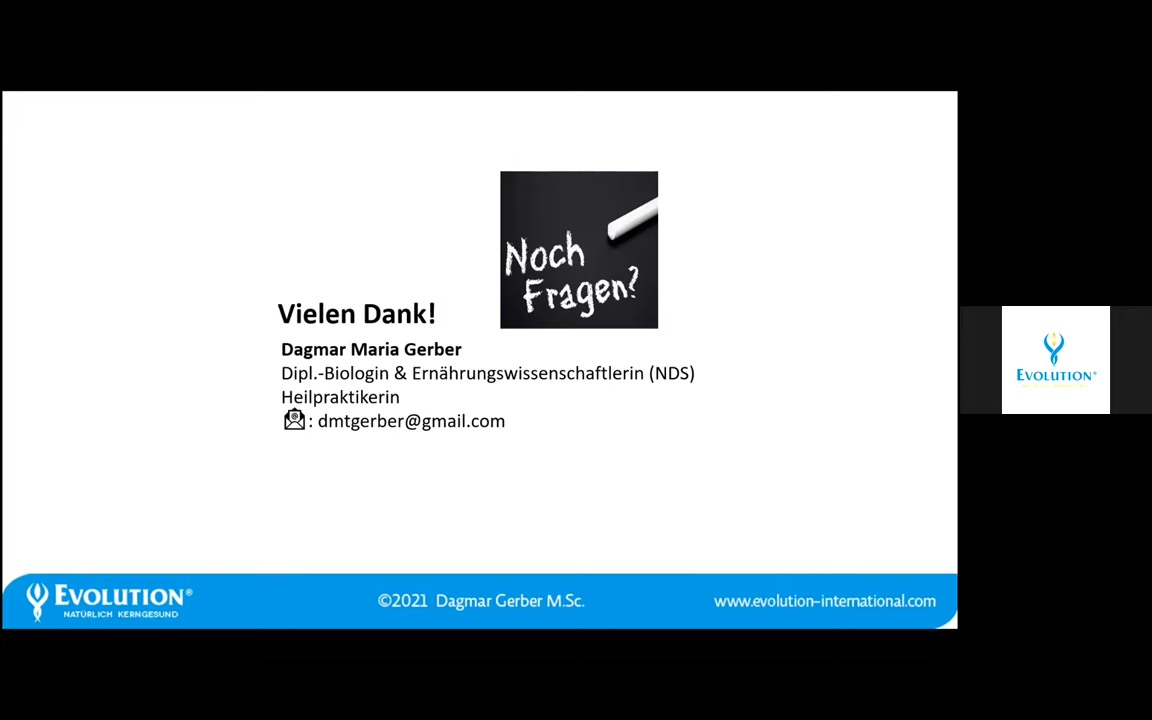 Noch
Fragen?
Vielen Dank!
Dagmar Maria Gerber
Dipl.-Biologin & Ernährungswissenschaftlerin (NDS)
Heilpraktikerin
: dmtgerber@gmail.com
EVOLUTION®
NATÜRLICH KERNGESUND
©2021 Dagmar Gerber M.Sc.
www.evolution-international.com
EVOLUTION®